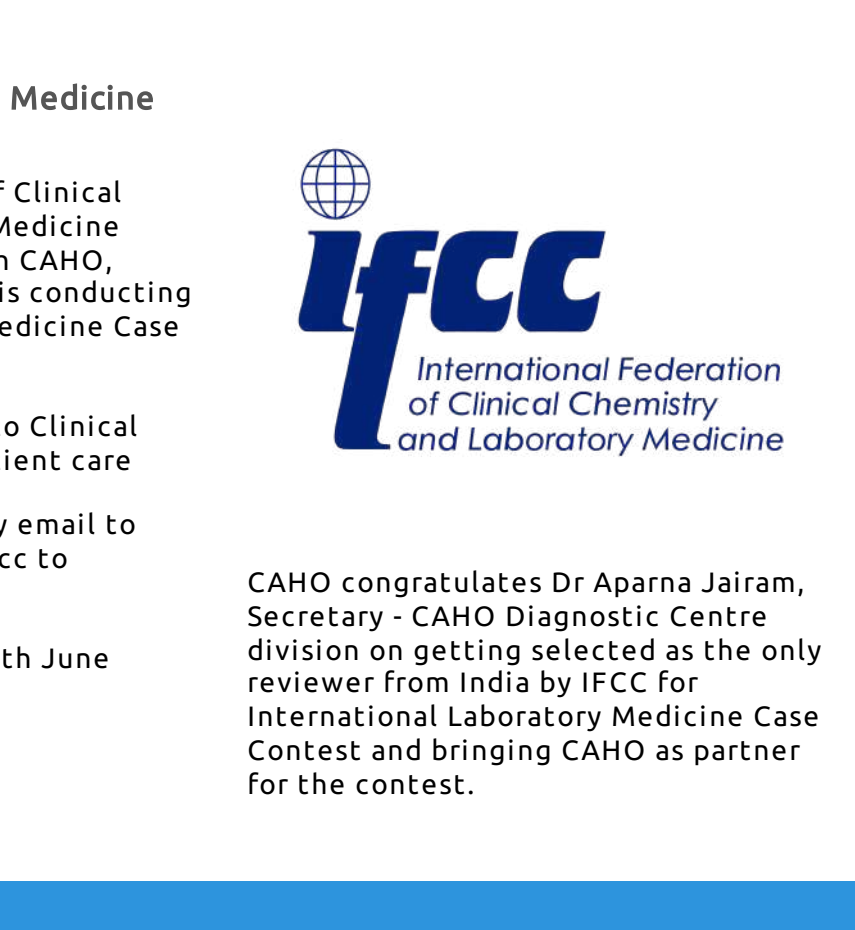 Medicine
f Clinical
Medicine
n CAHO,
is conducting
edicine Case
to Clinical
tient care
y email to
cc to
th June
ifcc
International Federation
of Clinical Chemistry
and Laboratory Medicine
CAHO congratulates Dr Aparna Jairam,
Secretary - CAHO Diagnostic Centre
division on getting selected as the only
reviewer from India by IFCC for
International Laboratory Medicine Case
Contest and bringing CAHO as partner
for the contest.